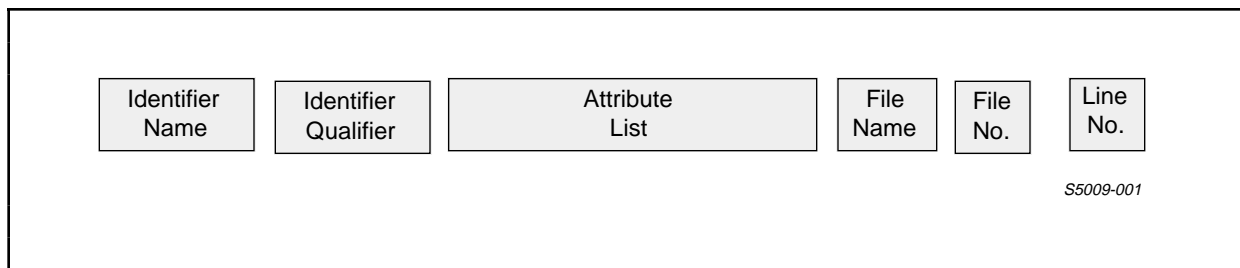 Identifier
Name
Identifier
Qualifier
Attribute
List
File
Name
File
No.
Line
No.
S5009-001